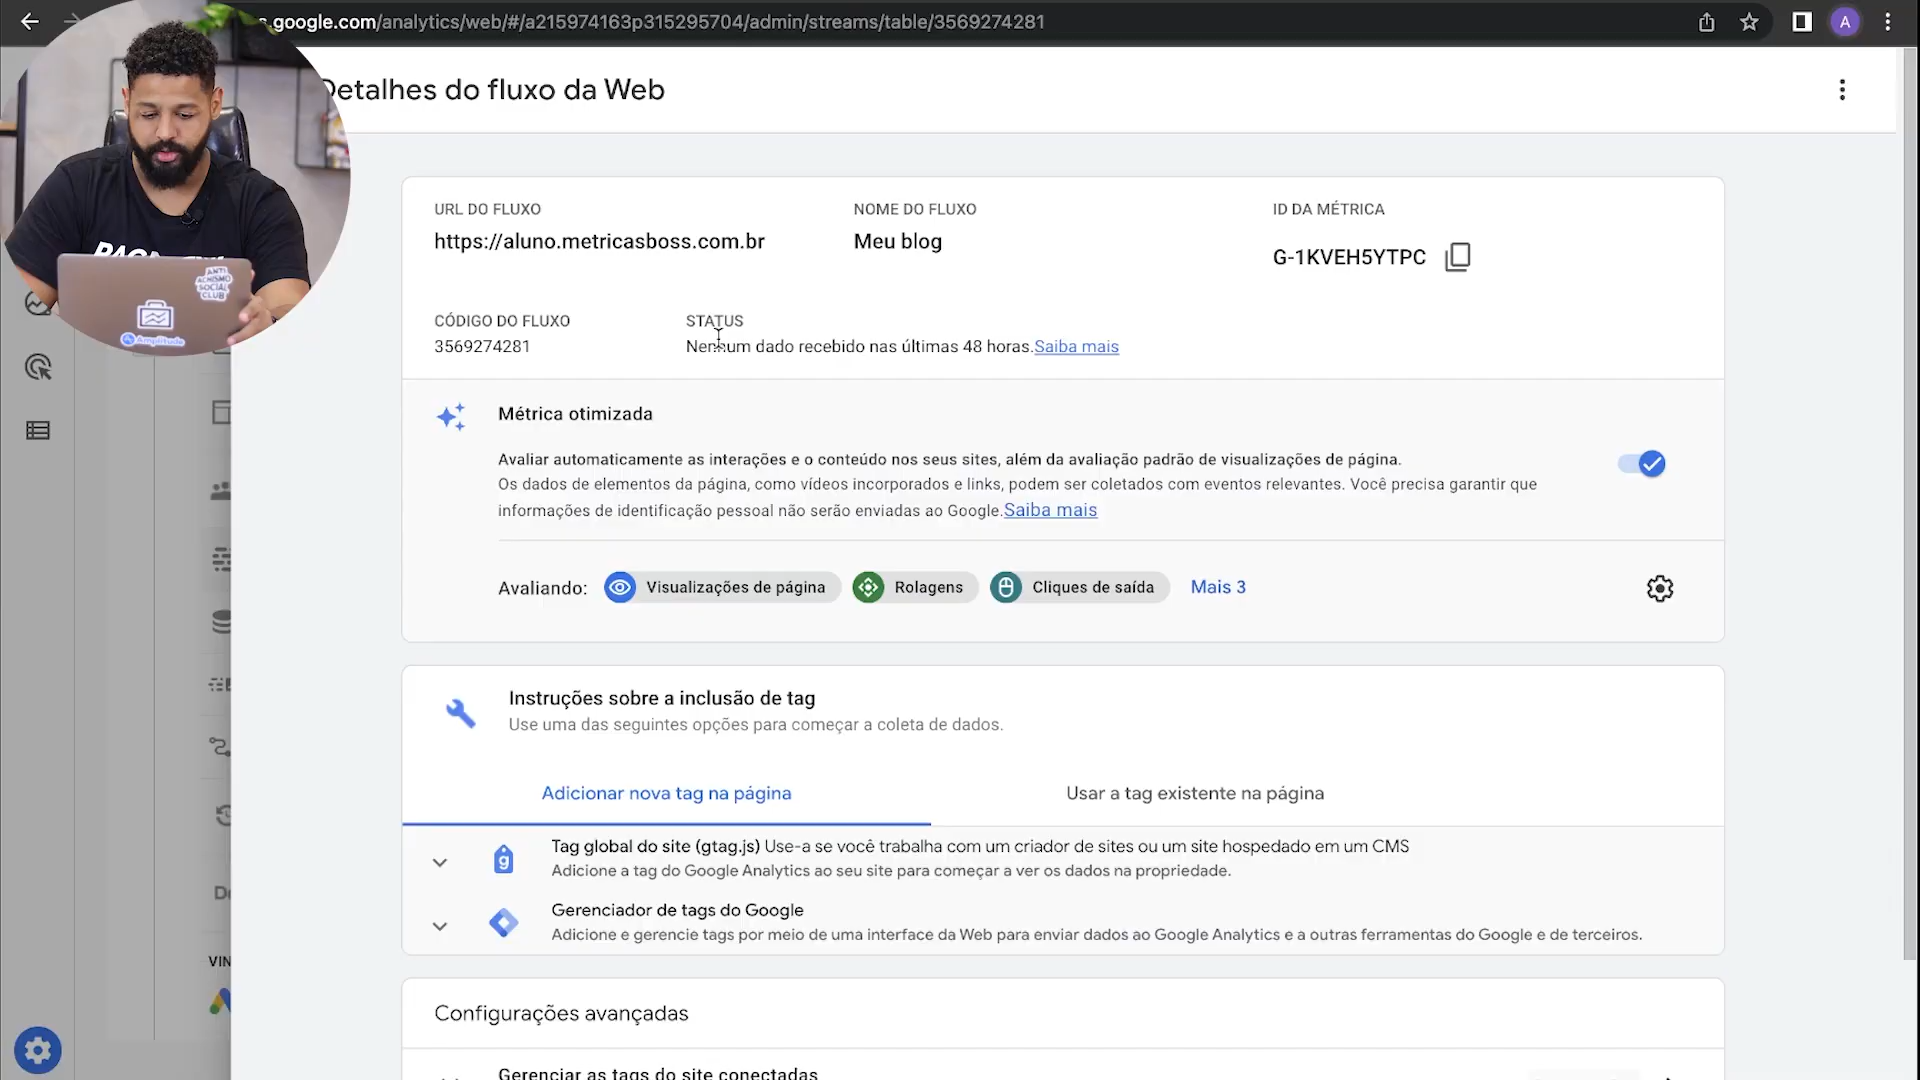 s.google.com/analytics/web/#/a215974163p315295704/admin/streams/table/3569274281
A
Detalhes do fluxo da Web
URL DO FLUXO
NOME DO FLUXO
ID DA MÉTRICA
https://aluno.metricasboss.com.br
Meu blog
G-1KVEH5YTPC
CÓDIGO DO FLUXO
STATUS
3569274281
Nenhum dado recebido nas últimas 48 horas.Saiba mais
Métrica otimizada
Avaliar automaticamente as interações e o conteúdo nos seus sites, além da avaliação padrão de visualizações de página.
Os dados de elementos da página, como vídeos incorporados e links, podem ser coletados com eventos relevantes. Você precisa garantir que
informações de identificação pessoal não serão enviadas ao Google.Saiba mais
Avaliando:
Visualizações de página
Rolagens
Cliques de saída
Mais 3
Instruções sobre a inclusão de tag
Use uma das seguintes opções para começar a coleta de dados.
Adicionar nova tag na página
Usar a tag existente na página
Tag global do site (gtag.js) Use-a se você trabalha com um criador de sites ou um site hospedado em um CMS
Adicione a tag do Google Analytics ao seu site para começar a ver os dados na propriedade.
Gerenciador de tags do Google
Adicione e gerencie tags por meio de uma interface da Web para enviar dados ao Google Analytics e a outras ferramentas do Google e de terceiros.
Configurações avançadas
Gerenciar as tags do site conectadas
VIN
ANTI
ACHISMO
SOCIAL
CLUB
Amplitude